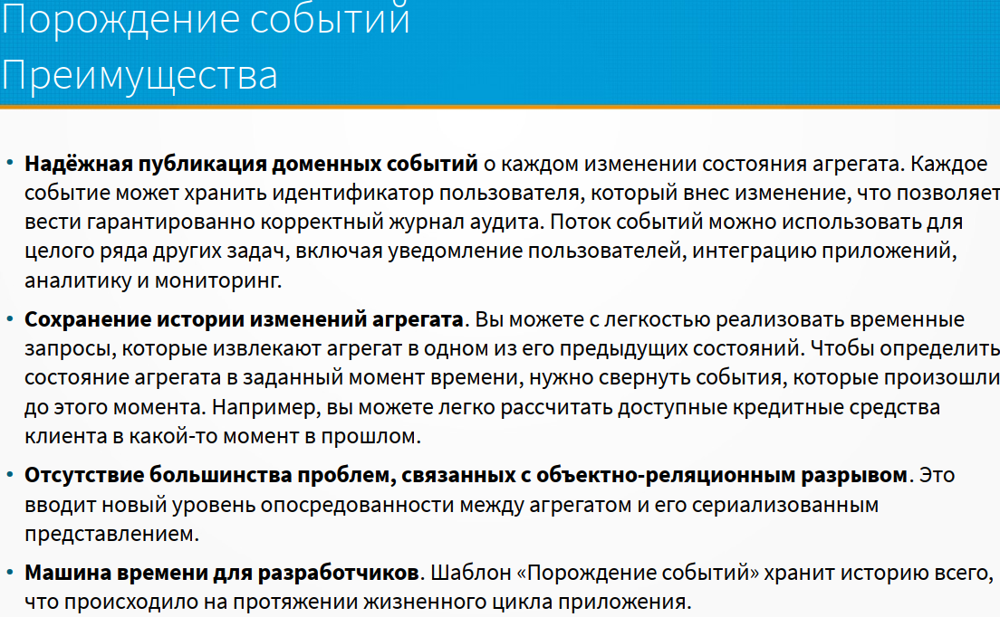 Порождение событий
Преимущества
• Надёжная публикация доменных событий о каждом изменении состояния агрегата. Каждое
событие может хранить идентификатор пользователя, который внес изменение, что позволяет
вести гарантированно корректный журнал аудита. Поток событий можно использовать для
целого ряда других задач, включая уведомление пользователей, интеграцию приложений,
аналитику и мониторинг.
• Сохранение истории изменений агрегата. Вы можете с легкостью реализовать временные
запросы, которые извлекают агрегат в одном из его предыдущих состояний. Чтобы определить
состояние агрегата в заданный момент времени, нужно свернуть события, которые произошли
до этого момента. Например, вы можете легко рассчитать доступные кредитные средства
клиента в какой-то момент в прошлом.
• Отсутствие большинства проблем, связанных с объектно-реляционным разрывом. Это
вводит новый уровень опосредованности между агрегатом и его сериализованным
представлением.
• Машина времени для разработчиков. Шаблон «Порождение событий» хранит историю всего,
что происходило на протяжении жизненного цикла приложения.